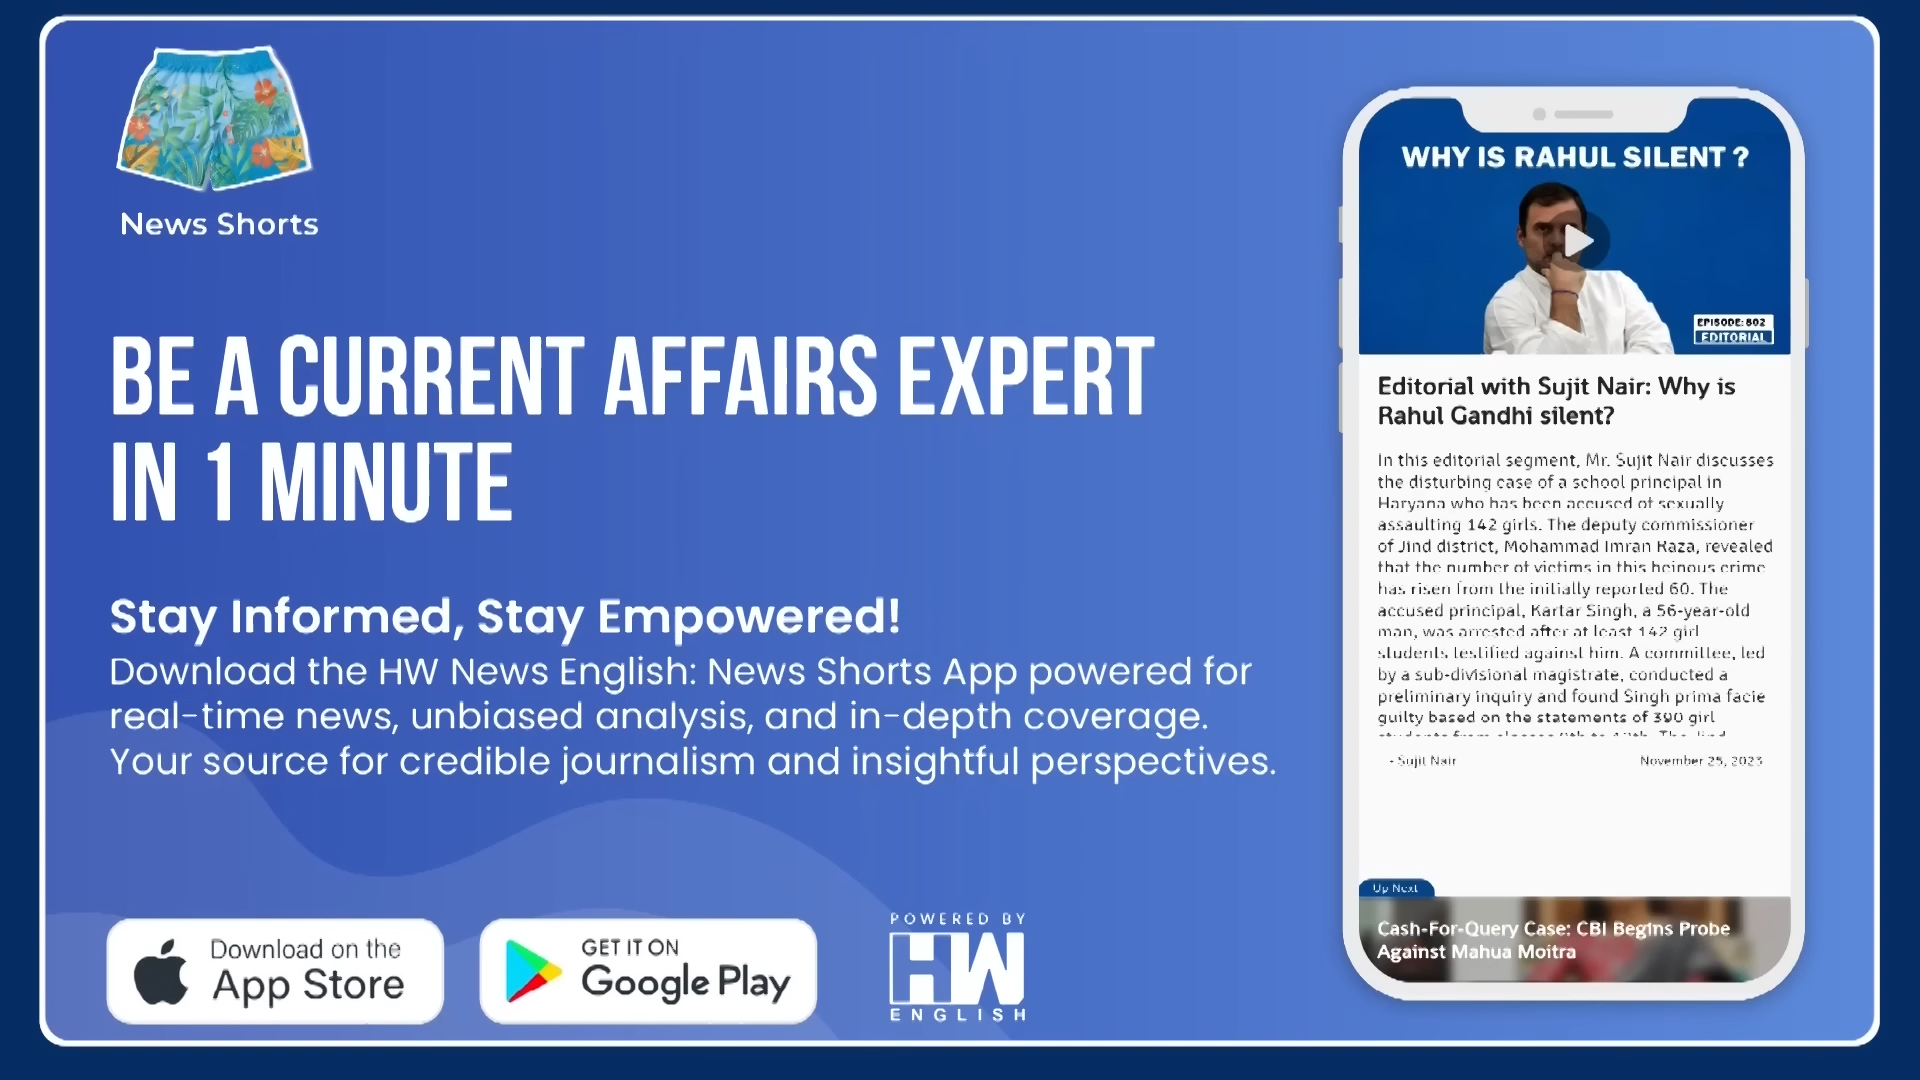 News Shorts
BE A CURRENT AFFAIRS EXPERT
IN 1 MINUTE
Stay Informed, Stay Empowered!
Download the HW News English: News Shorts App powered for
real-time news, unbiased analysis, and in-depth coverage.
Your source for credible journalism and insightful perspectives.
Download on the
App Store
GET IT ON
Google Play
POWERED BY
HW
ENGLISH
WHY IS RAHUL SILENT ?
EPISODE: 802
EDITORIAL
Editorial with Sujit Nair: Why is
Rahul Gandhi silent?
In this editorial segment, Mr. Sujit Nair discusses
the disturbing case of a school principal in
Haryana who has been accused of sexually
assaulting 142 girls. The deputy commissioner
of Jind district, Mohammad Imran Raza, revealed
that the number of victims in this heinous crime
has risen from the initially reported 60. The
accused principal, Kartar Singh, a 56-year-old
man, was arrested after at least 142 girl
students testified against him. A committee, led
by a sub-divisional magistrate, conducted a
preliminary inquiry and found Singh prima facie
guilty based on the statements of 390 girl
- Sujit Nair
November 25, 2023
Up Next
Cash-For-Query Case: CBI Begins Probe
Against Mahua Moitra